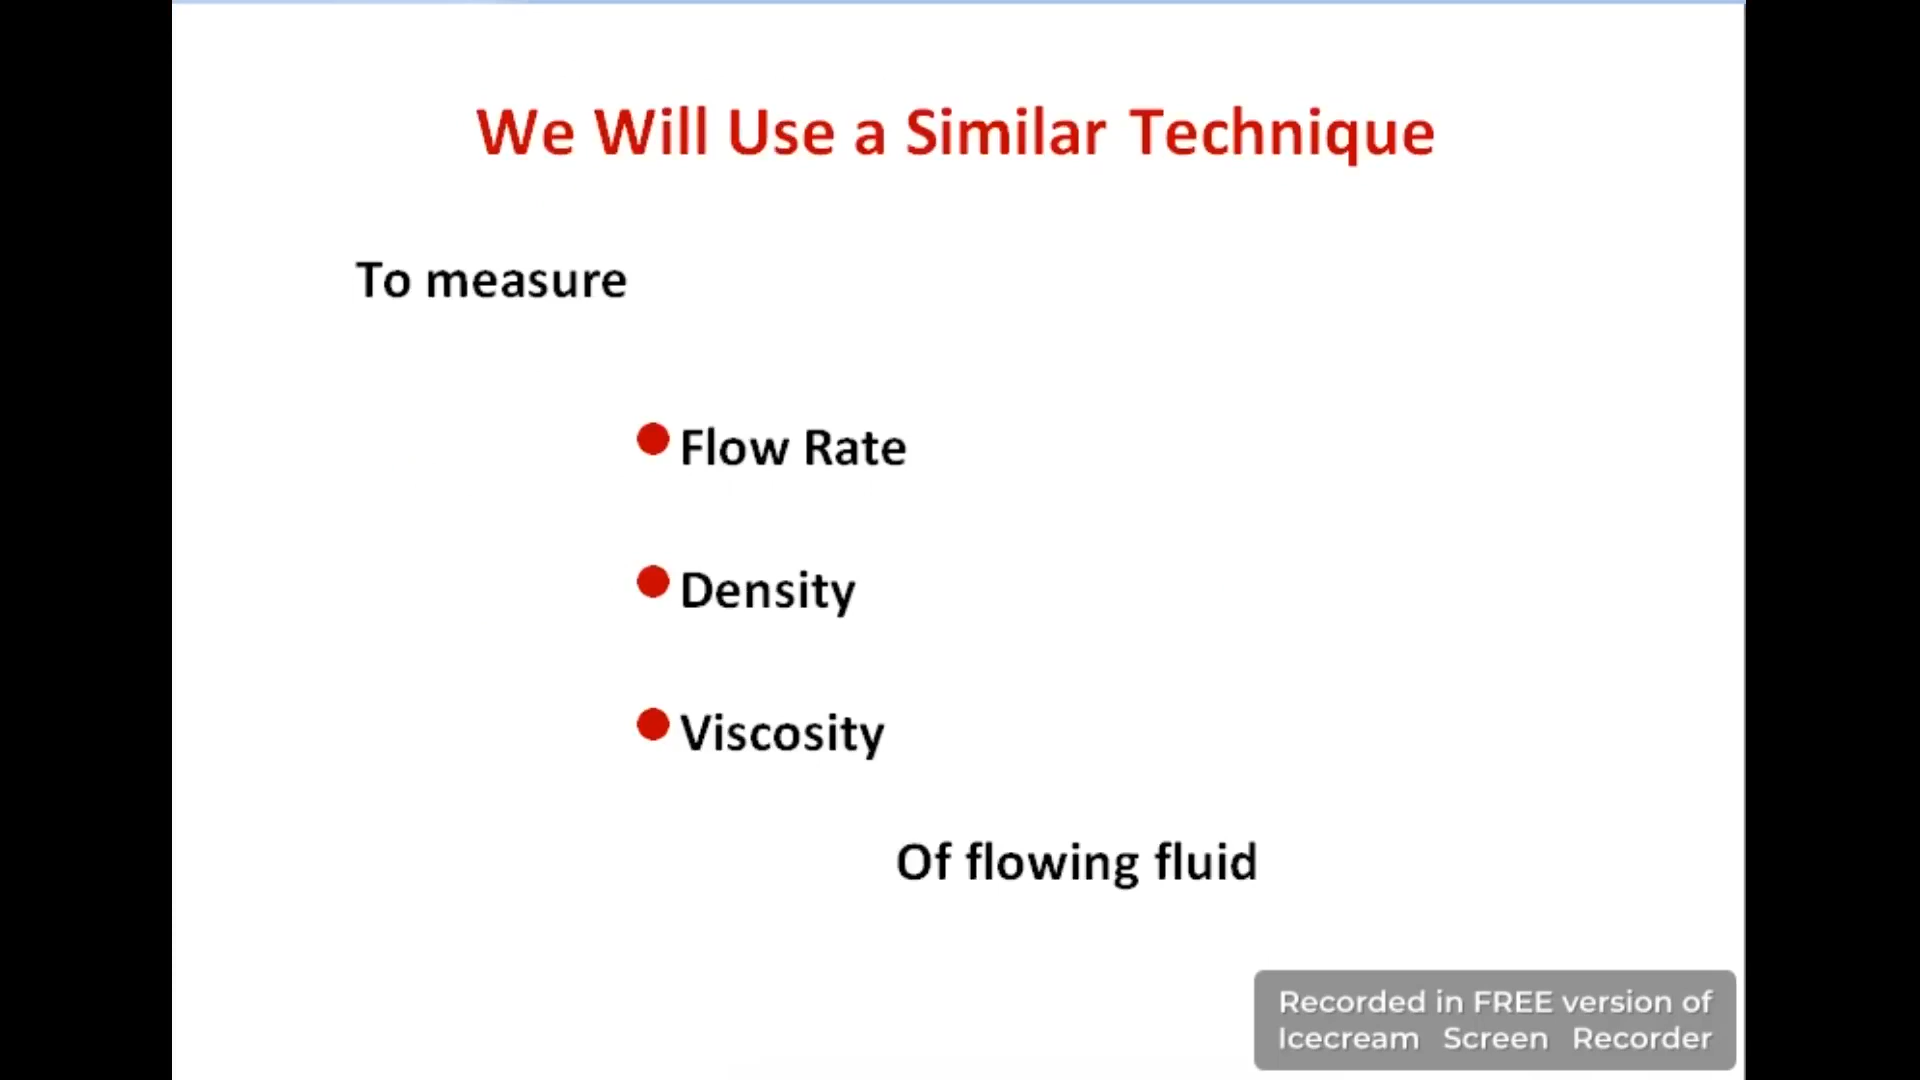 We Will Use a Similar Technique
To measure
Flow Rate
Density
Viscosity
Of flowing fluid
Recorded in FREE version of
Icecream Screen Recorder